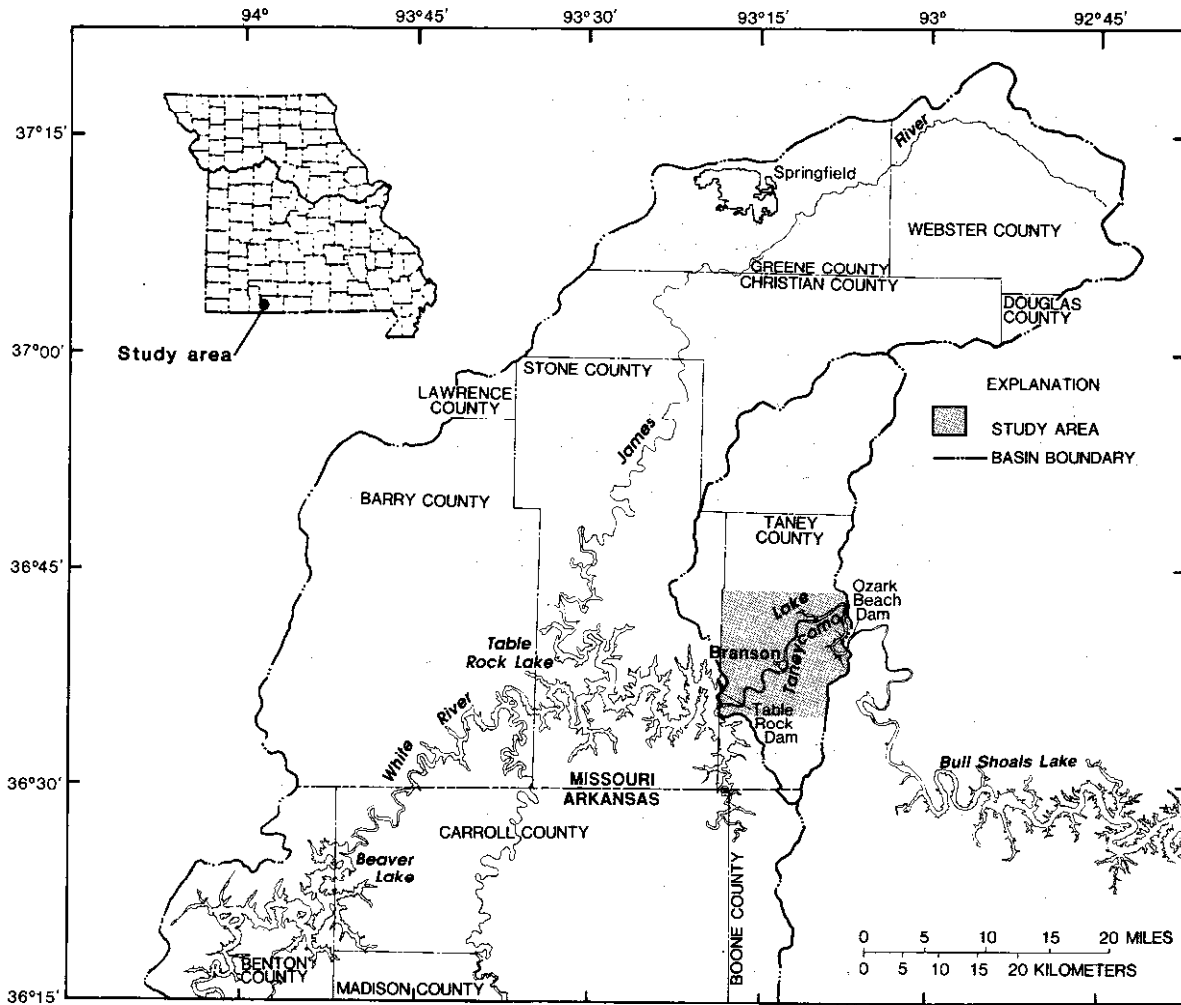 94°
93°45'
93°30'
93°15'
93°
92°45'
37°15'
37°00'
36°45'
36°30'
36°15'
Study area
Springfield
River
WEBSTER COUNTY
GREENE COUNTY
CHRISTIAN COUNTY
DOUGLAS
COUNTY
STONE COUNTY
LAWRENCE
COUNTY
James
BARRY COUNTY
EXPLANATION
STUDY AREA
BASIN BOUNDARY
TANEY
COUNTY
Ozark
Beach
Dam
Lake
Taneycomo
Branson
Table
Rock Lake
Table
Rock
Dam
White
River
MISSOURI
ARKANSAS
Bull Shoals Lake
CARROLL COUNTY
Beaver
Lake
BOONE COUNTY
BENTON
COUNTY
MADISON COUNTY
0 5 10 15 20 MILES
0 5 10 15 20 KILOMETERS